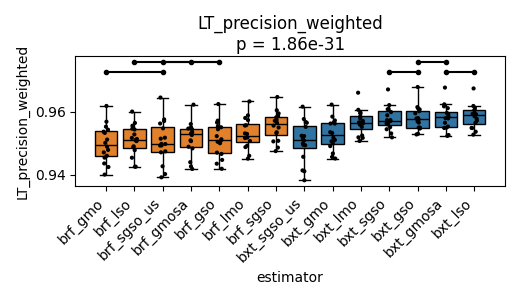 LT_precision_weighted
p = 1.86e-31
LT_precision_weighted
0.96
0.94
brf_gmo
brf_lso
brf_sgso_us
brf_gmosa
brf_gso
brf_lmo
brf_sgso
bxt_sgso_us
bxt_gmo
bxt_lmo
bxt_sgso
bxt_gso
bxt_gmosa
bxt_lso
estimator